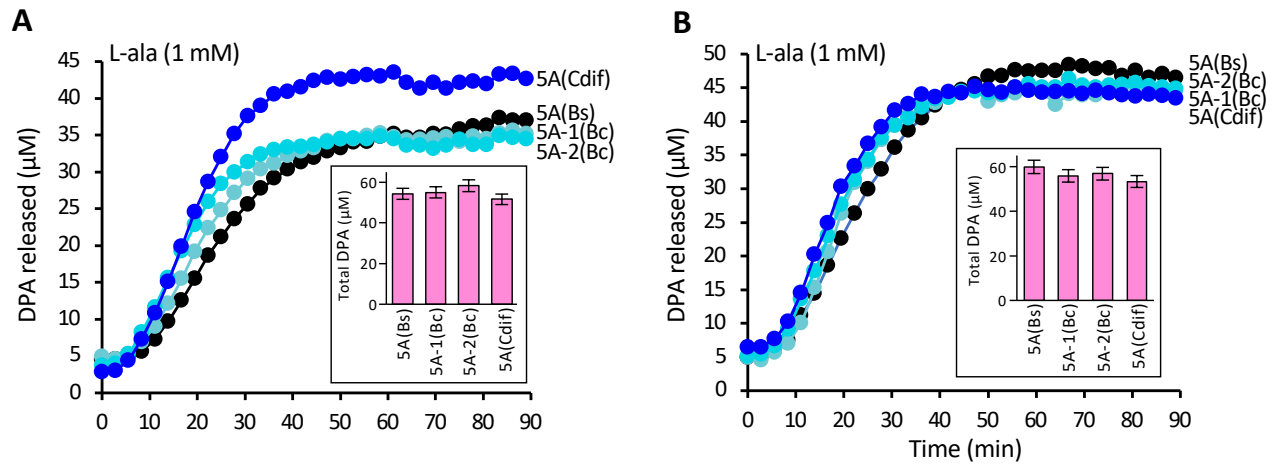 A
L-ala (1 mM)
DPA released (µM)
45
40
35
30
25
20
15
10
5
0
0 10 20 30 40 50 60 70 80 90
5A(Cdif)
5A(Bs)
5A-1(Bc)
5A-2(Bc)
Total DPA (µM)
60
40
0
5A(Bs)
5A-1(Bc)
5A-2(Bc)
5A(Cdif)
B
L-ala (1 mM)
DPA released (µM)
50
45
40
35
30
25
20
15
10
5
0
0 10 20 30 40 50 60 70 80 90
Time (min)
5A(Bs)
5A-2(Bc)
5A-1(Bc)
5A(Cdif)
Total DPA (µM)
60
40
0
5A(Bs)
5A-1(Bc)
5A-2(Bc)
5A(Cdif)